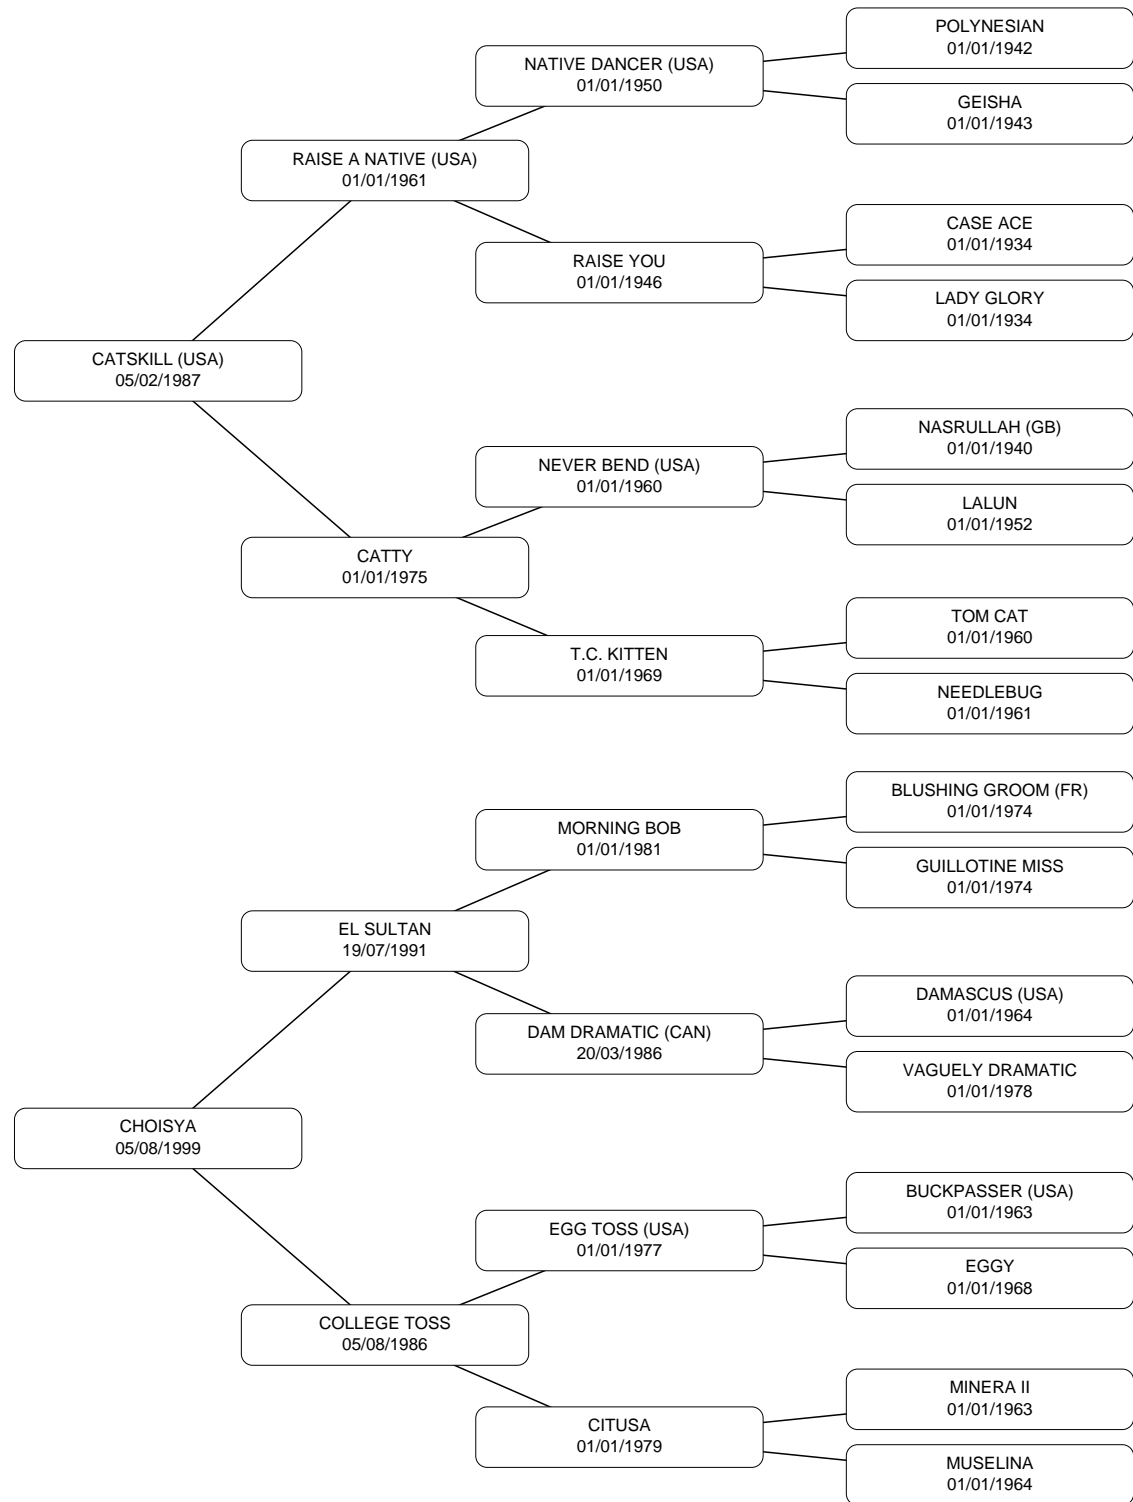 POLYNESIAN
01/01/1942
NATIVE DANCER (USA)
01/01/1950
GEISHA
01/01/1943
RAISE A NATIVE (USA)
01/01/1961
CASE ACE
01/01/1934
RAISE YOU
01/01/1946
LADY GLORY
01/01/1934
CATSKILL (USA)
05/02/1987
NASRULLAH (GB)
01/01/1940
NEVER BEND (USA)
01/01/1960
LALUN
01/01/1952
CATTY
01/01/1975
TOM CAT
01/01/1960
T.C. KITTEN
01/01/1969
NEEDLEBUG
01/01/1961
BLUSHING GROOM (FR)
01/01/1974
MORNING BOB
01/01/1981
GUILLOTINE MISS
01/01/1974
EL SULTAN
19/07/1991
DAMASCUS (USA)
01/01/1964
DAM DRAMATIC (CAN)
20/03/1986
VAGUELY DRAMATIC
01/01/1978
CHOISYA
05/08/1999
BUCKPASSER (USA)
01/01/1963
EGG TOSS (USA)
01/01/1977
EGGY
01/01/1968
COLLEGE TOSS
05/08/1986
MINERA II
01/01/1963
CITUSA
01/01/1979
MUSELINA
01/01/1964